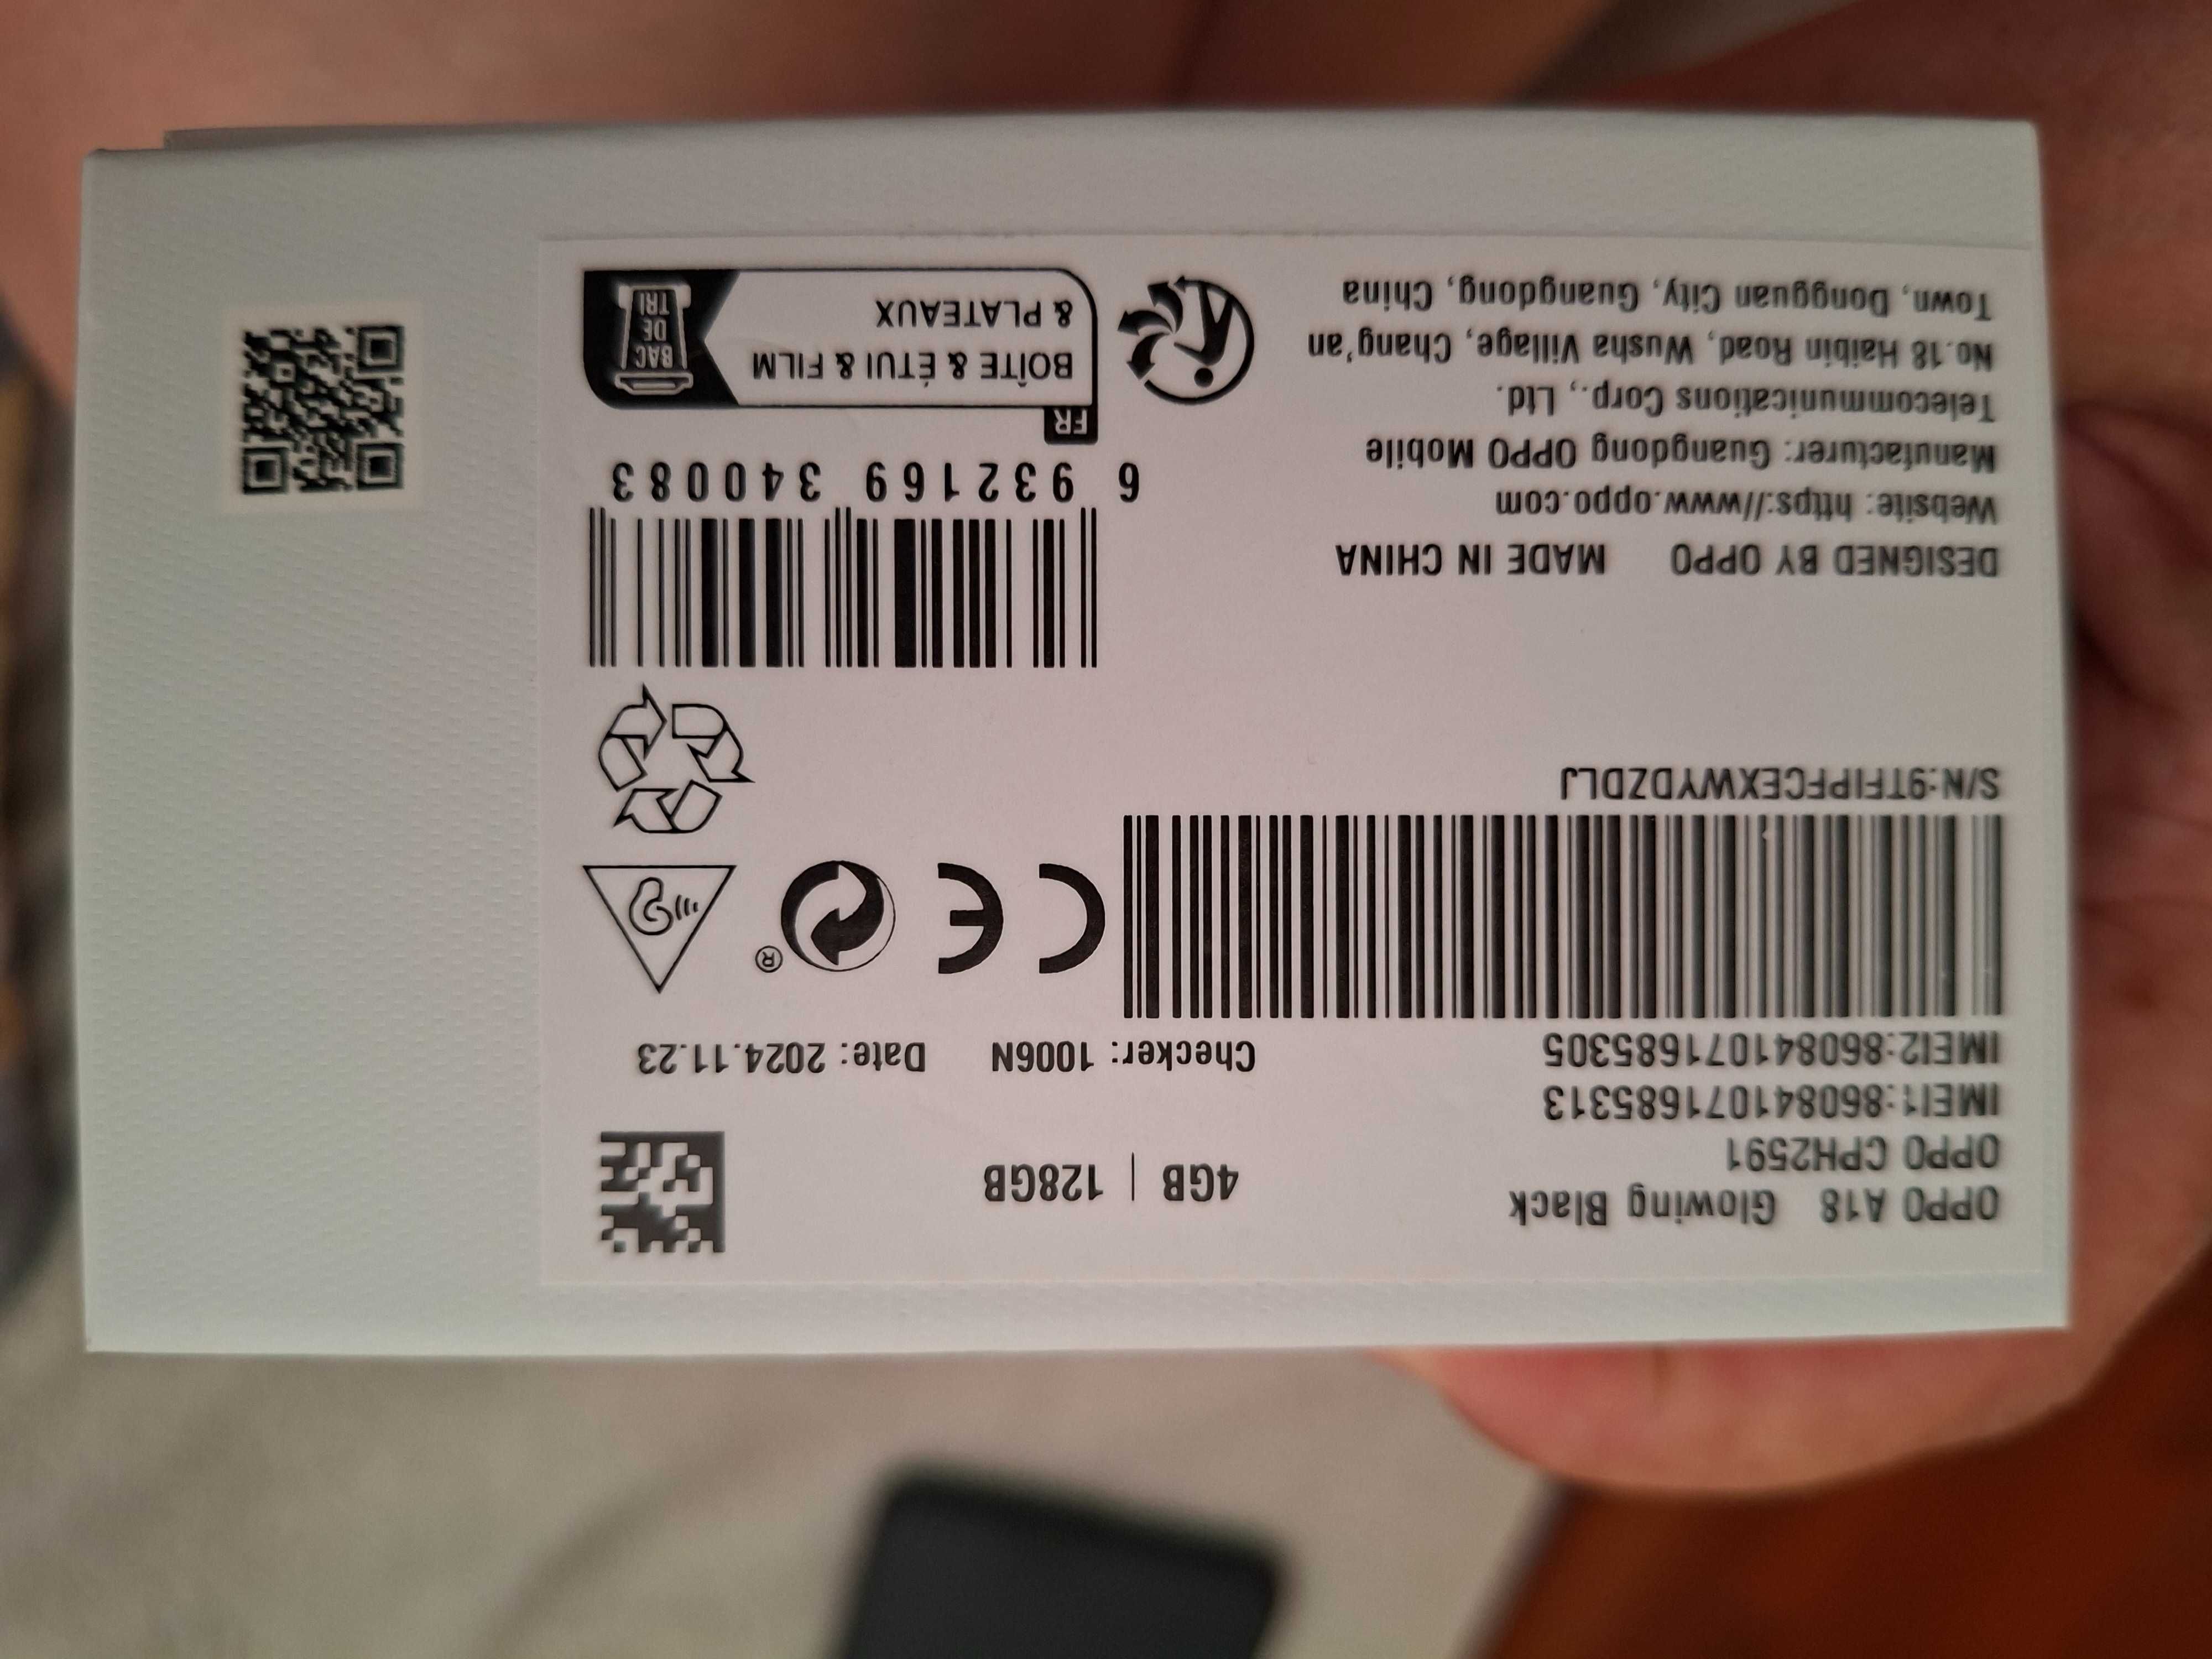 OPPO A18 Glowing Black
OPPO CPH2591
IMEI1:860841071685313
IMEI2:860841071685305
4GB | 128GB
Checker: 1006N Date: 2024.11.23
S/N:9TFIPFCEXWYDZDLJ
CE
®
DESIGNED BY OPPO MADE IN CHINA
Website: https://www.oppo.com
Manufacturer: Guangdong OPPO Mobile
Telecommunications Corp., Ltd.
No.18 Haibin Road, Wusha Village, Chang'an
Town, Dongguan City, Guangdong, China
6 932169 340083
FR
BOÎTE & ÉTUI & FILM
& PLATEAUX
BAC
DE
TRI